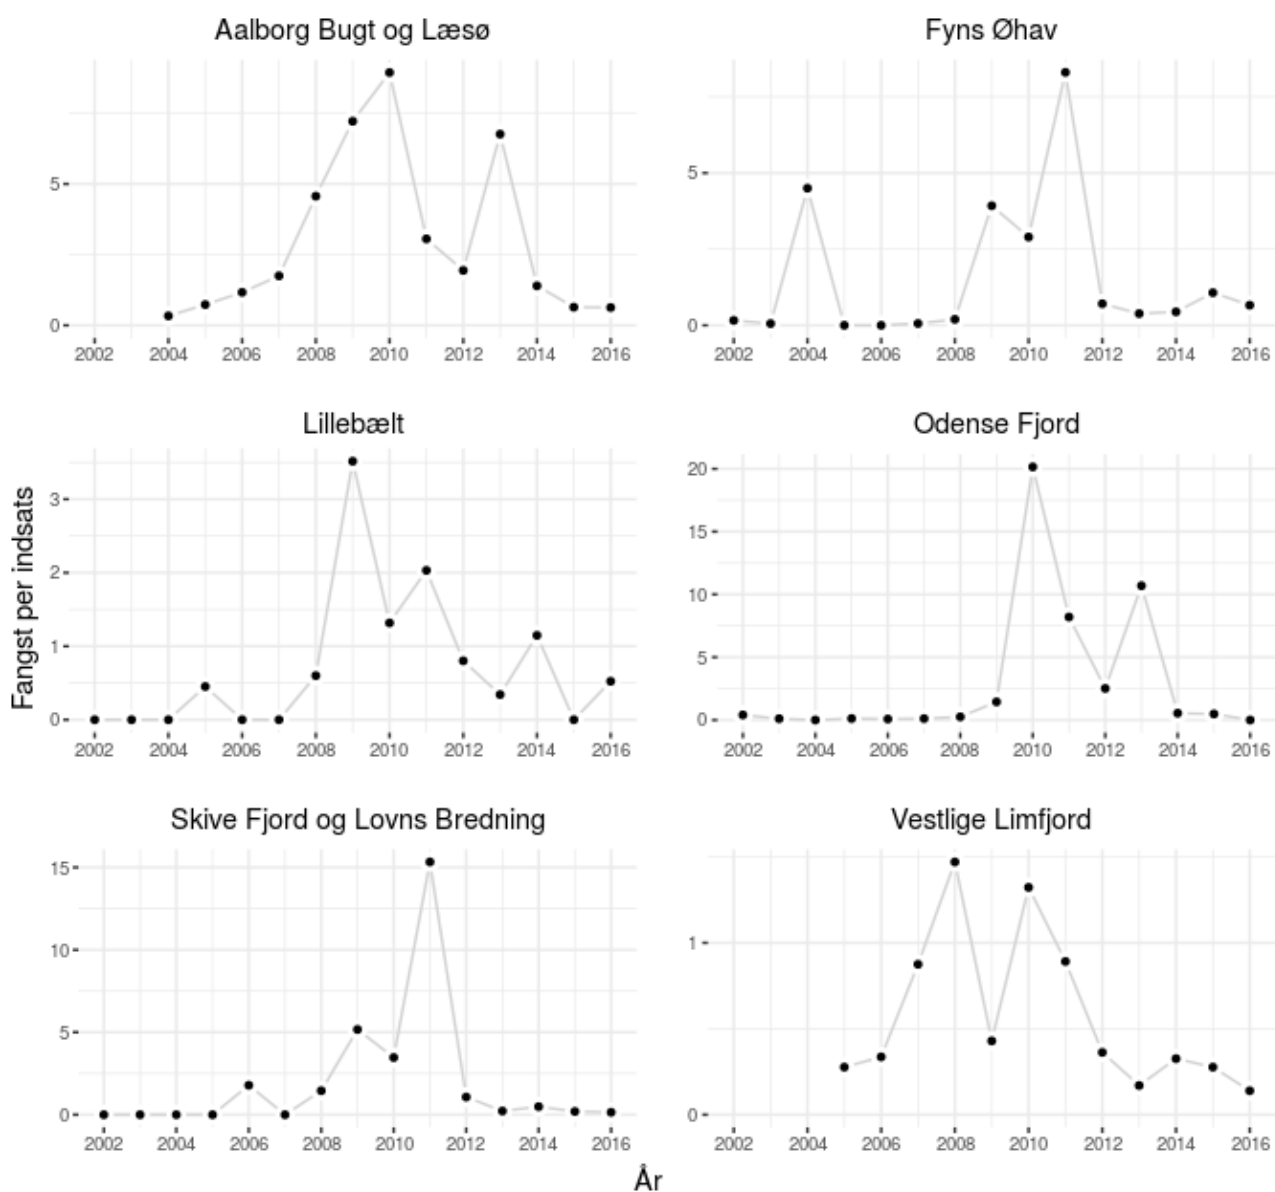 Aalborg Bugt og Læsø
5
0
2002 2004 2006 2008 2010 2012 2014 2016
Fyns Øhav
5
0
2002 2004 2006 2008 2010 2012 2014 2016
Fangst per indsats
Lillebælt
3
2
1
0
2002 2004 2006 2008 2010 2012 2014 2016
Odense Fjord
20
15
10
5
0
2002 2004 2006 2008 2010 2012 2014 2016
Skive Fjord og Lovns Bredning
15
10
5
0
2002 2004 2006 2008 2010 2012 2014 2016
Vestlige Limfjord
1
0
2002 2004 2006 2008 2010 2012 2014 2016
År